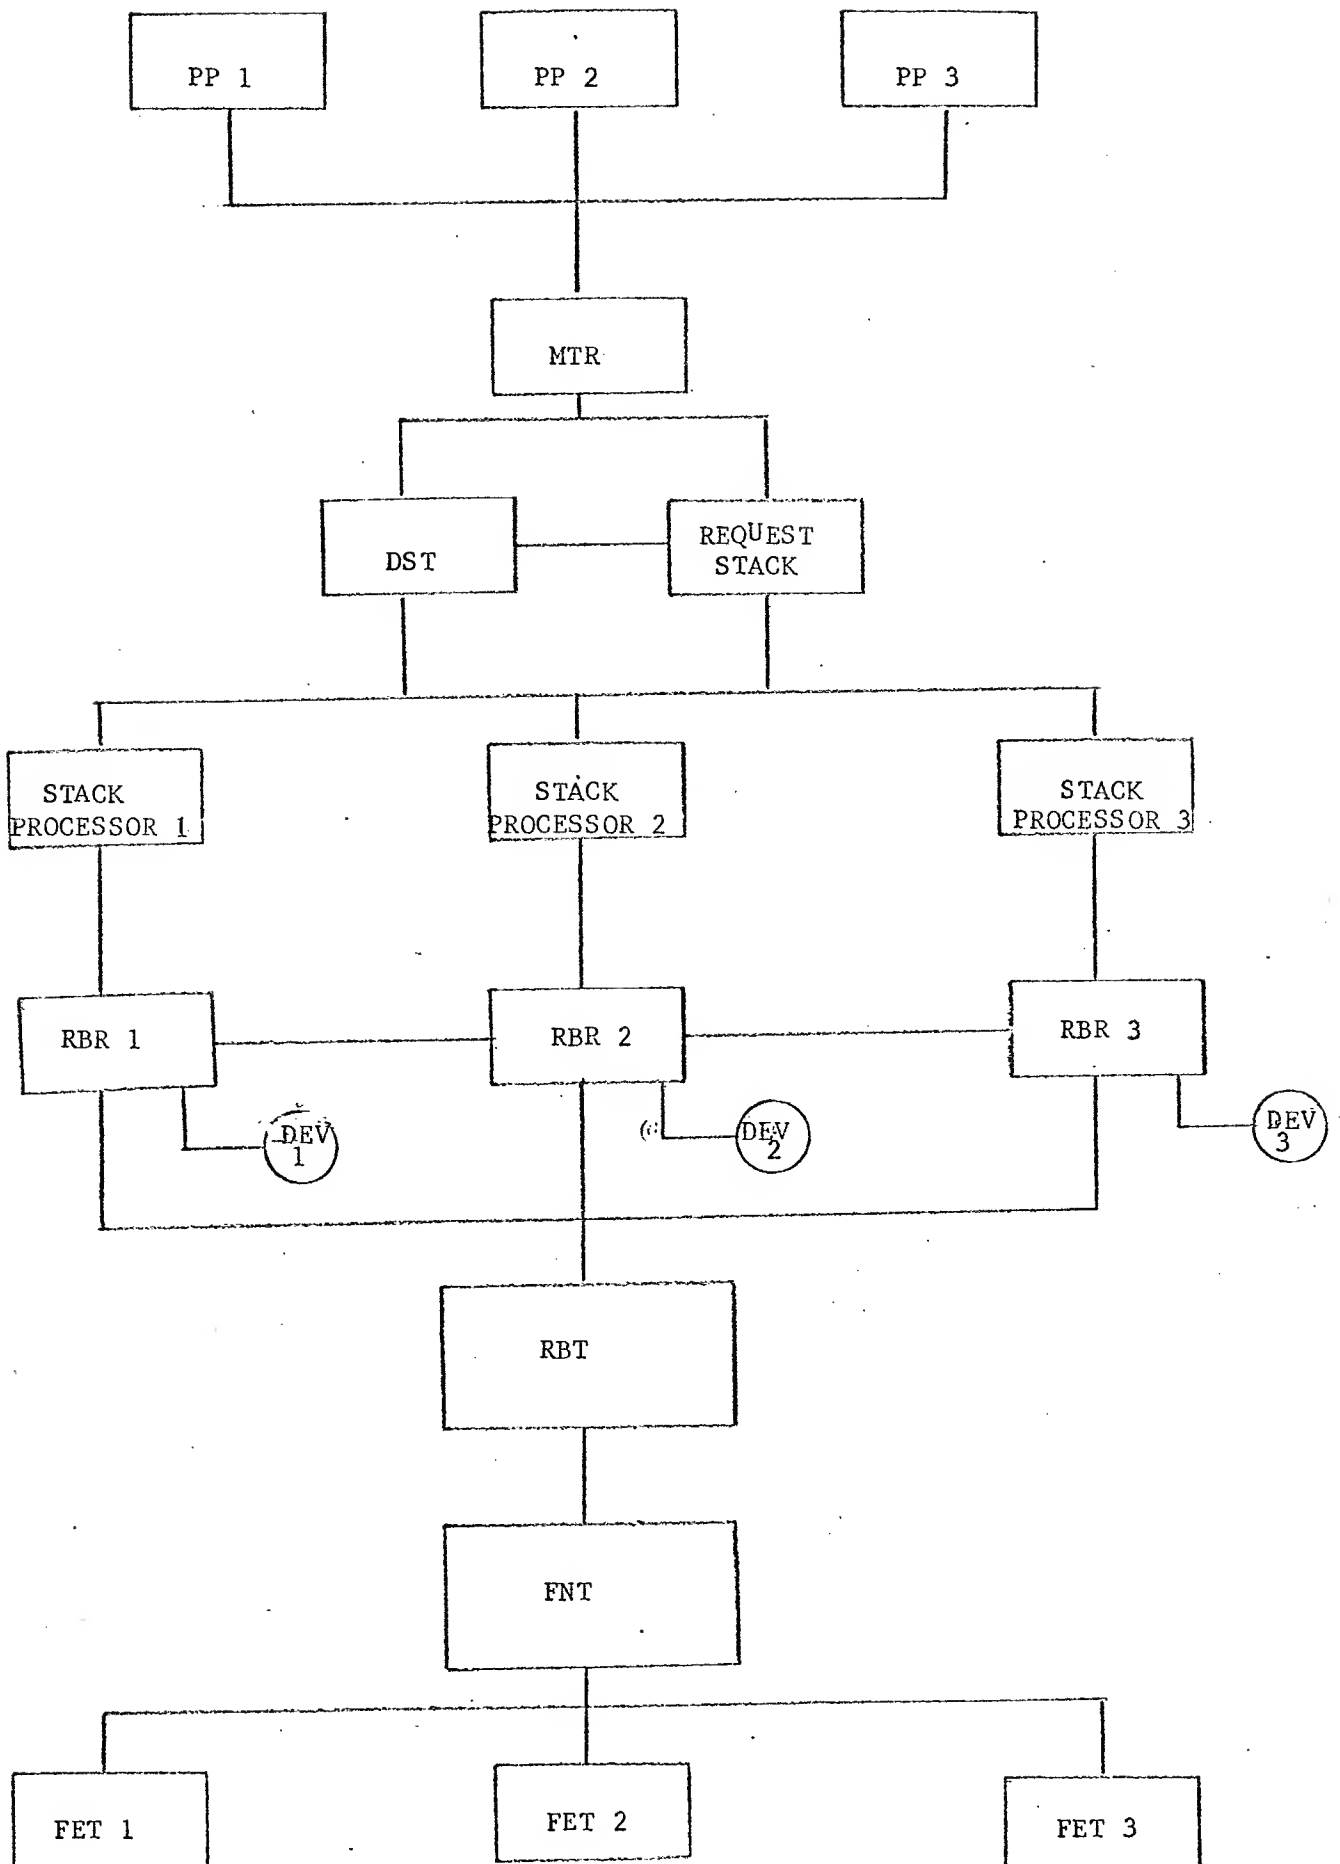 PP 1
PP 2
PP 3
MTR
DST
REQUEST
STACK
STACK
PROCESSOR 1
STACK
PROCESSOR 2
STACK
PROCESSOR 3
RBR 1
RBR 2
RBR 3
DEV
1
DEV
2
DEV
3
RBT
FNT
FET 1
FET 2
FET 3